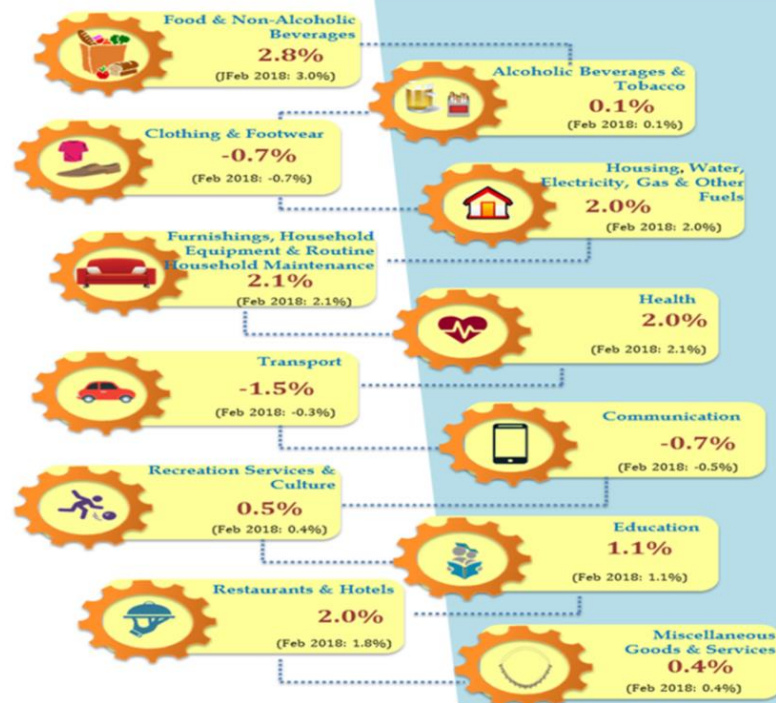 Food & Non-Alcoholic
Beverages
2.8%
(JFeb 2018: 3.0%)
Alcoholic Beverages &
Tobacco
0.1%
(Feb 2018: 0.1%)
Clothing & Footwear
-0.7%
(Feb 2018: -0.7%)
Housing, Water,
Electricity, Gas & Other
Fuels
2.0%
(Feb 2018: 2.0%)
Furnishings, Household
Equipment & Routine
Household Maintenance
2.1%
(Feb 2018: 2.1%)
Health
2.0%
(Feb 2018: 2.1%)
Transport
-1.5%
(Feb 2018: -0.3%)
Communication
-0.7%
(Feb 2018: -0.5%)
Recreation Services &
Culture
0.5%
(Feb 2018: 0.4%)
Education
1.1%
(Feb 2018: 1.1%)
Restaurants & Hotels
2.0%
(Feb 2018: 1.8%)
Miscellaneous
Goods & Services
0.4%
(Feb 2018: 0.4%)